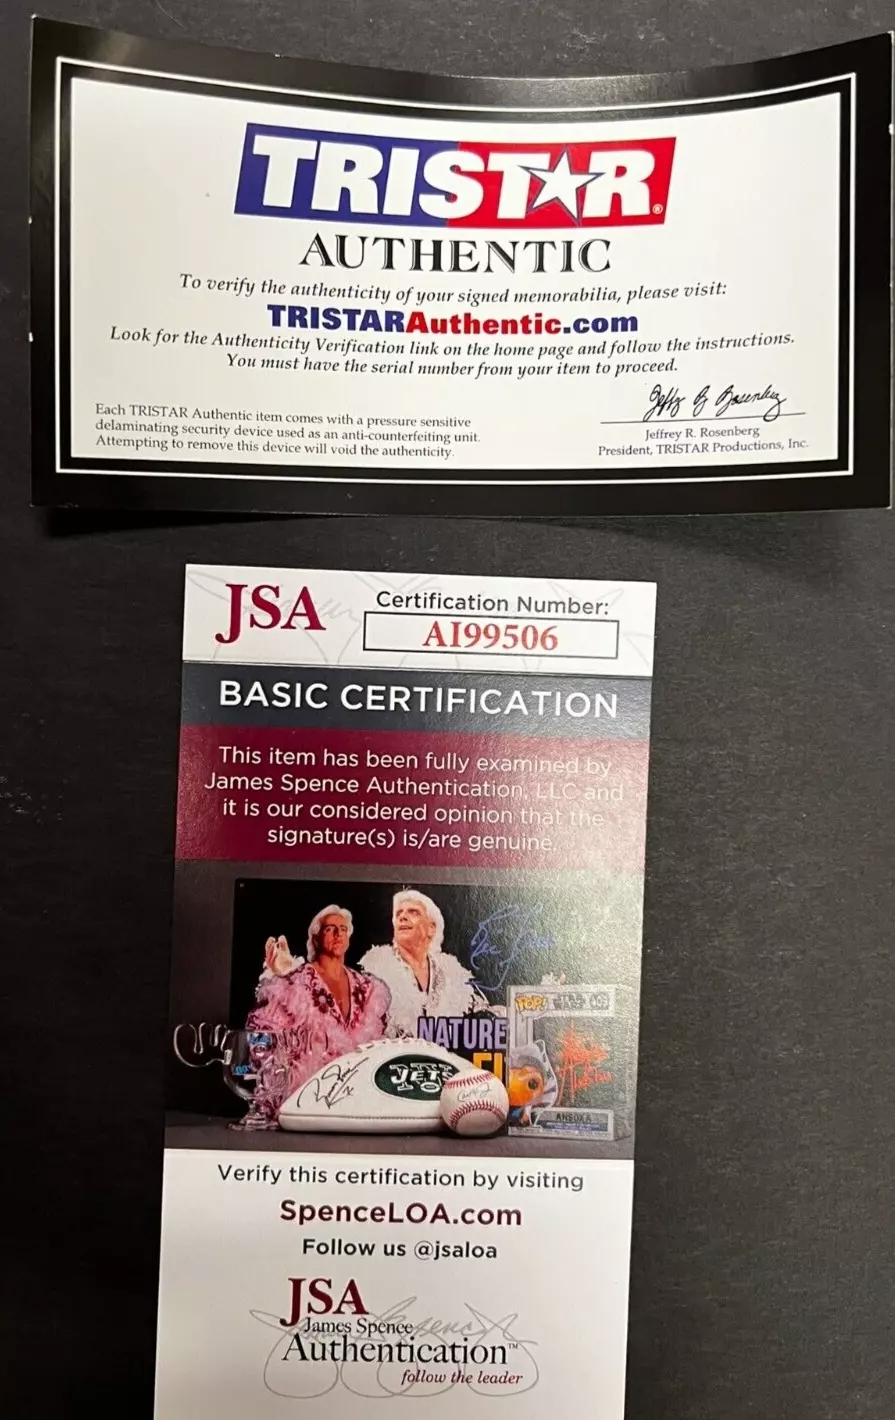 TRISTAR®
AUTHENTIC
To verify the authenticity of your signed memorabilia, please visit:
TRISTARAuthentic.com
Look for the Authenticity Verification link on the home page and follow the instructions.
You must have the serial number from your item to proceed.
Each TRISTAR Authentic item comes with a pressure sensitive
delaminating security device used as an anti-counterfeiting unit.
Attempting to remove this device will void the authenticity.
Jeffrey R. Rosenberg
President, TRISTAR Productions, Inc.
JSA
Certification Number:
AI99506
BASIC CERTIFICATION
This item has been fully examined by
James Spence Authentication, LLC and
it is our considered opinion that the
signature(s) is/are genuine.
NATURE
JETS
POP!
AHSOKA
Verify this certification by visiting
SpenceLOA.com
Follow us @jsaloa
JSA
James Spence
Authentication™
follow the leader